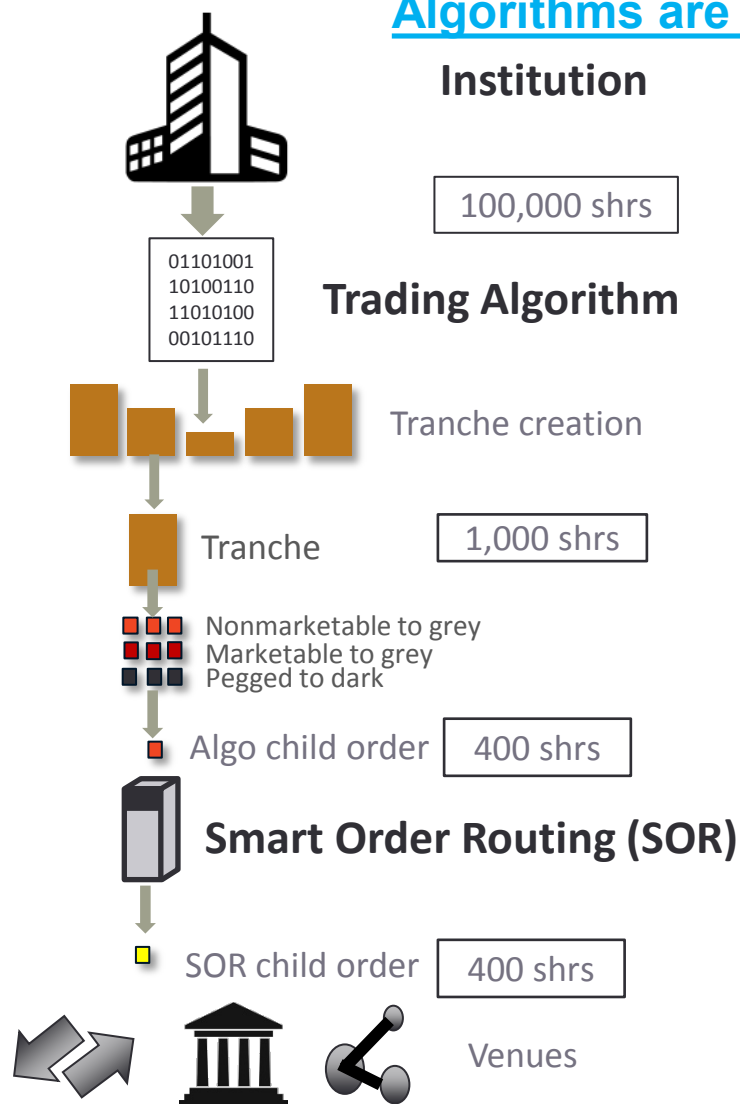 Algorithms are
Institution
100,000 shrs
01101001
10100110
11010100
00101110
Trading Algorithm
Tranche creation
Tranche
1,000 shrs
Nonmarketable to grey
Marketable to grey
Pegged to dark
Algo child order
400 shrs
Smart Order Routing (SOR)
SOR child order
400 shrs
Venues